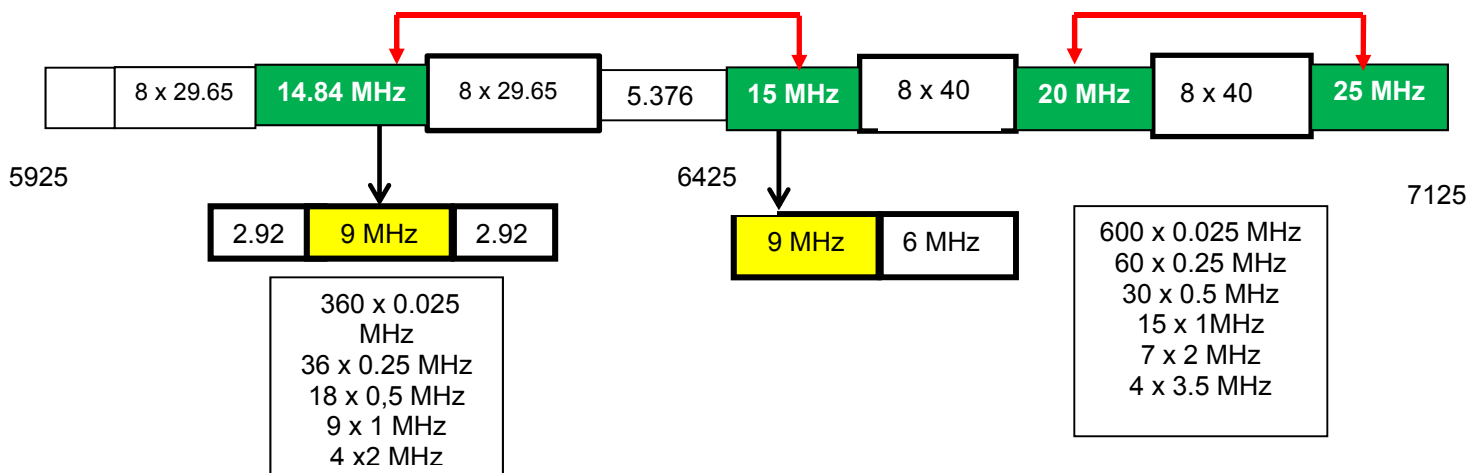 8 x 29.65
14.84 MHz
8 x 29.65
5.376
15 MHz
8 x 40
20 MHz
8 x 40
25 MHz
5925
6425
7125
2.92
9 MHz
2.92
9 MHz
6 MHz
360 x 0.025
MHz
36 x 0.25 MHz
18 x 0,5 MHz
9 x 1 MHz
4 x2 MHz
600 x 0.025 MHz
60 x 0.25 MHz
30 x 0.5 MHz
15 x 1MHz
7 x 2 MHz
4 x 3.5 MHz